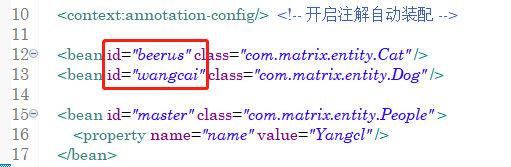 10 <context:annotation-config/> <!-- 开启注解自动装配 -->
11
12 <bean id="beerus" class="com.matrix.entity.Cat"/>
13 <bean id="wangcai" class="com.matrix.entity.Dog"/>
14
15 <bean id="master" class="com.matrix.entity.People" >
16 <property name="name" value="Yangcl"/>
17 </bean>